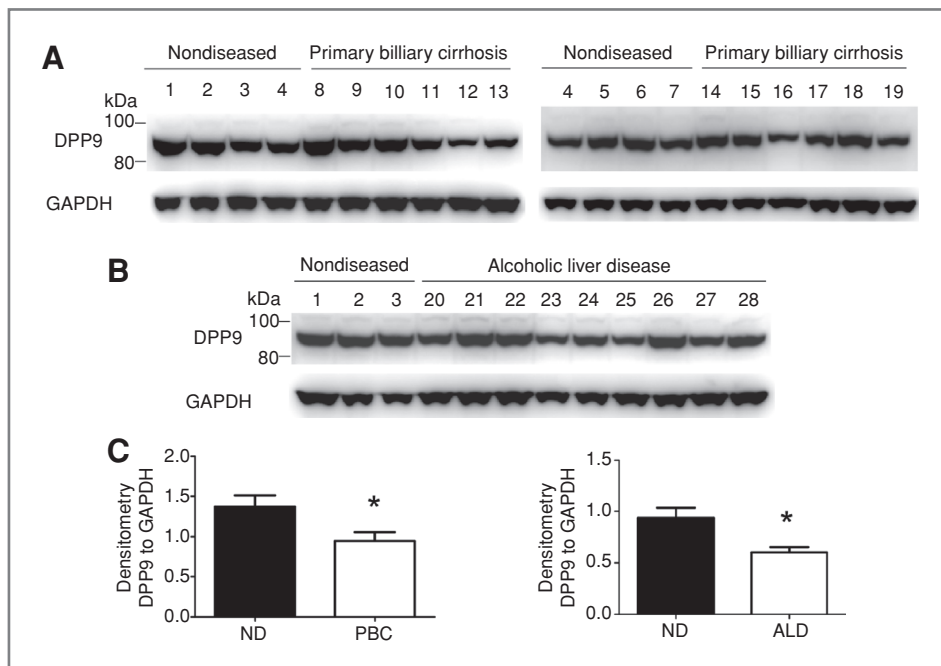 A
Nondiseased Primary billiary cirrhosis
Nondiseased Primary billiary cirrhosis
kDa 1 2 3 4 8 9 10 11 12 13
4 5 6 7 14 15 16 17 18 19
100
DPP9
80
GAPDH
B
Nondiseased Alcoholic liver disease
kDa 1 2 3 20 21 22 23 24 25 26 27 28
100
DPP9
80
GAPDH
C
Densitometry
DPP9 to GAPDH
2.0
1.5
1.0
0.5
0.0
*
ND PBC
Densitometry
DPP9 to GAPDH
1.5
1.0
0.5
0.0
*
ND ALD